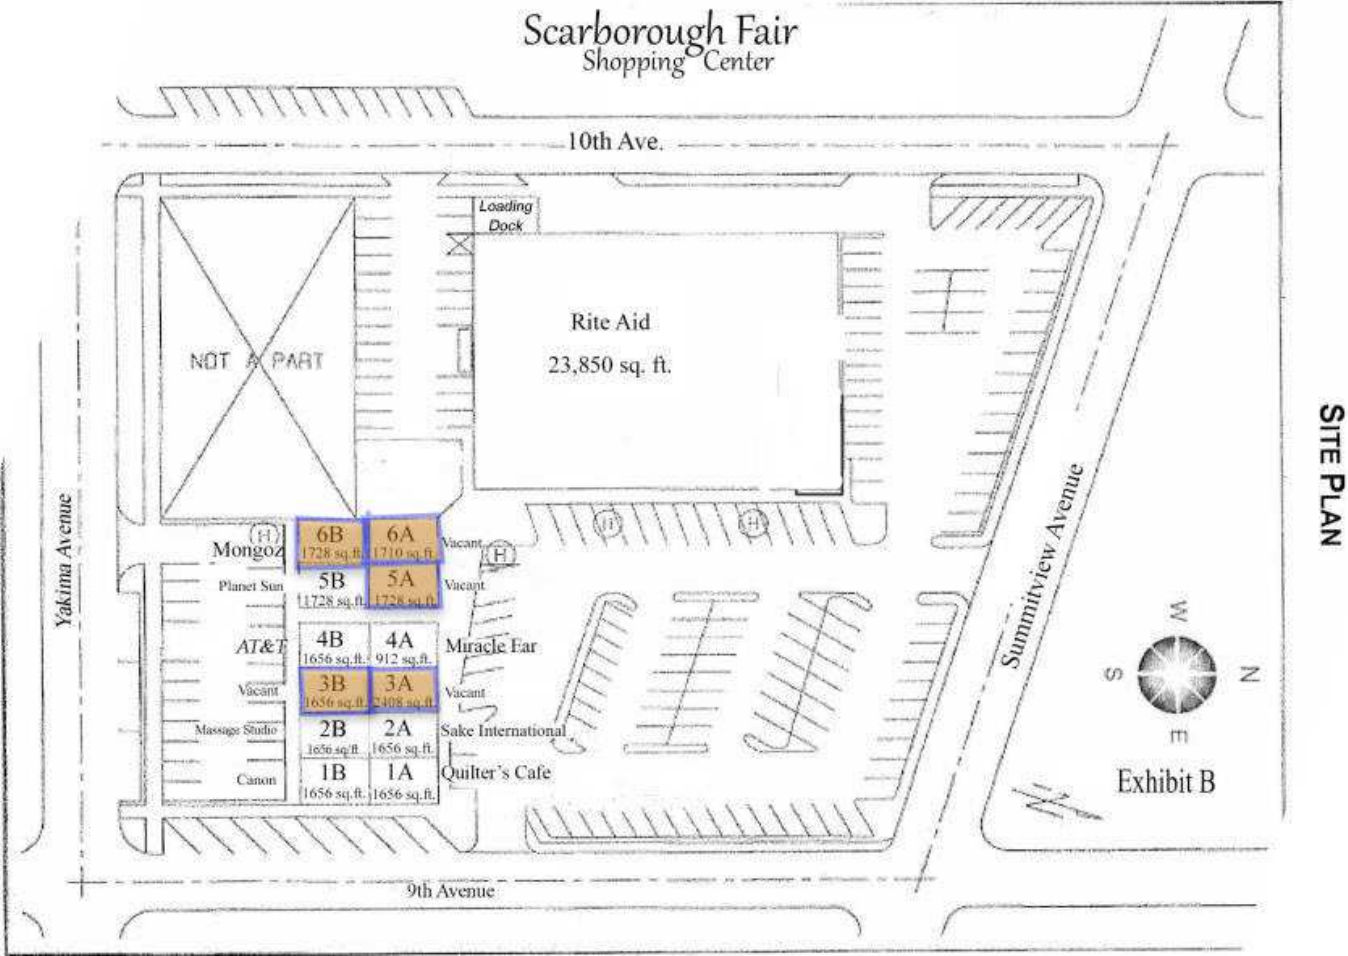 Scarborough Fair
Shopping Center
10th Ave.
Loading
Dock
Rite Aid
23,850 sq. ft.
NOT A PART
SITE PLAN
Yakima Avenue
Summitview Avenue
H
H
H
H
Mongoz
6B
1728 sq.ft.
6A
1710 sq.ft.
Vacant
Planet Sun
5B
1728 sq.ft.
5A
1728 sq.ft.
Vacant
AT&T
4B
1656 sq.ft.
4A
912 sq.ft.
Miracle Ear
Vacant
3B
1656 sq.ft.
3A
2408 sq.ft.
Vacant
Massage Studio
2B
1656 sq/ft
2A
1656 sq.ft.
Sake International
Canon
1B
1656 sq.ft.
1A
1656 sq.ft.
Quilter's Cafe
W
S
N
E
Exhibit B
N
9th Avenue